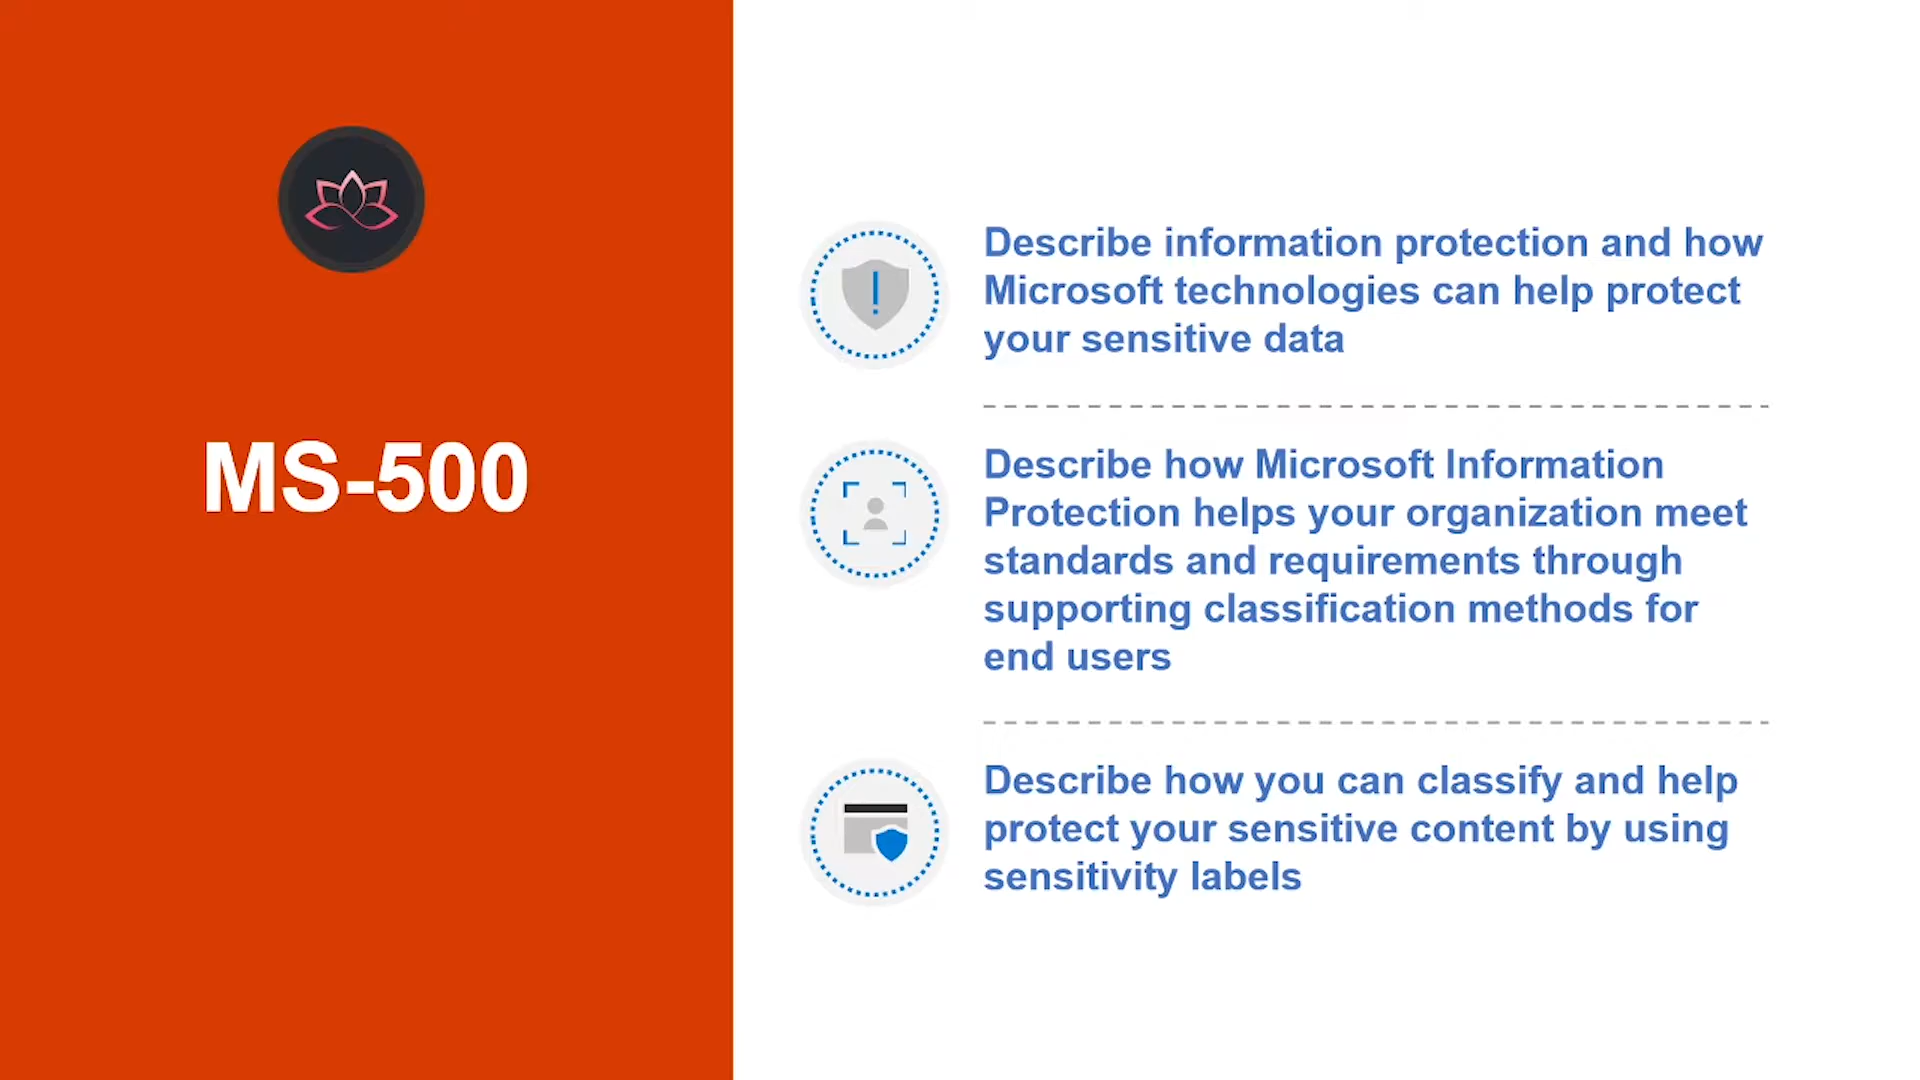 MS-500
Describe information protection and how
Microsoft technologies can help protect
your sensitive data
Describe how Microsoft Information
Protection helps your organization meet
standards and requirements through
supporting classification methods for
end users
Describe how you can classify and help
protect your sensitive content by using
sensitivity labels